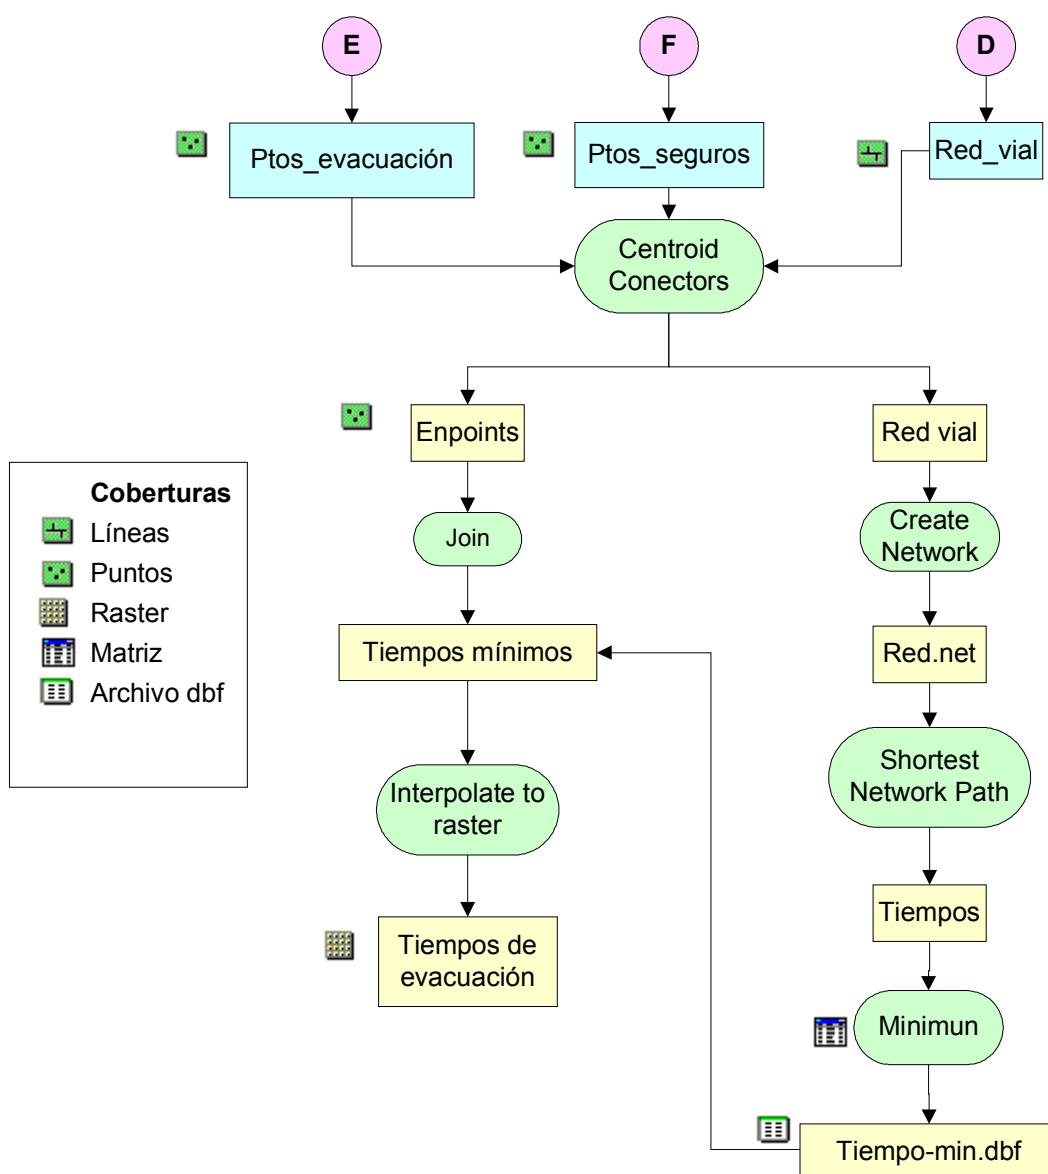 E
F
D
Ptos_evacuación
Ptos_seguros
Red_vial
Centroid
Conectors
Enpoints
Red vial
Coberturas
Líneas
Puntos
Raster
Matriz
Archivo dbf
Join
Create
Network
Tiempos mínimos
Red.net
Interpolate to
raster
Shortest
Network Path
Tiempos de
evacuación
Tiempos
Minimun
Tiempo-min.dbf